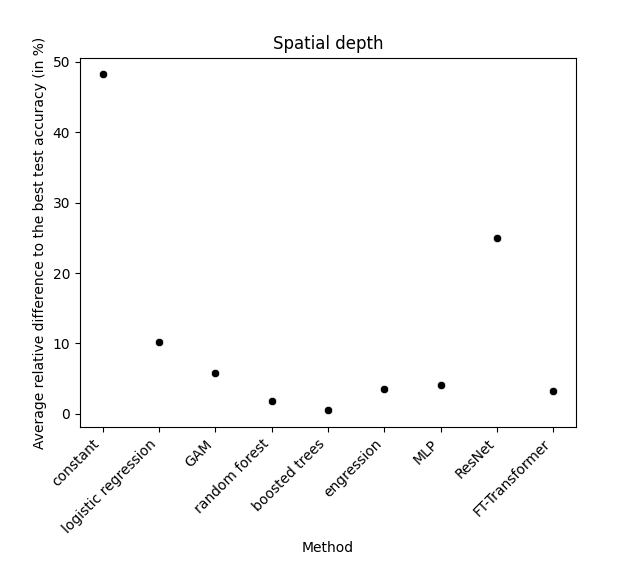 Spatial depth
Average relative difference to the best test accuracy (in %)
50
40
30
20
10
0
constant
logistic regression
GAM
random forest
boosted trees
engression
MLP
ResNet
FT-Transformer
Method